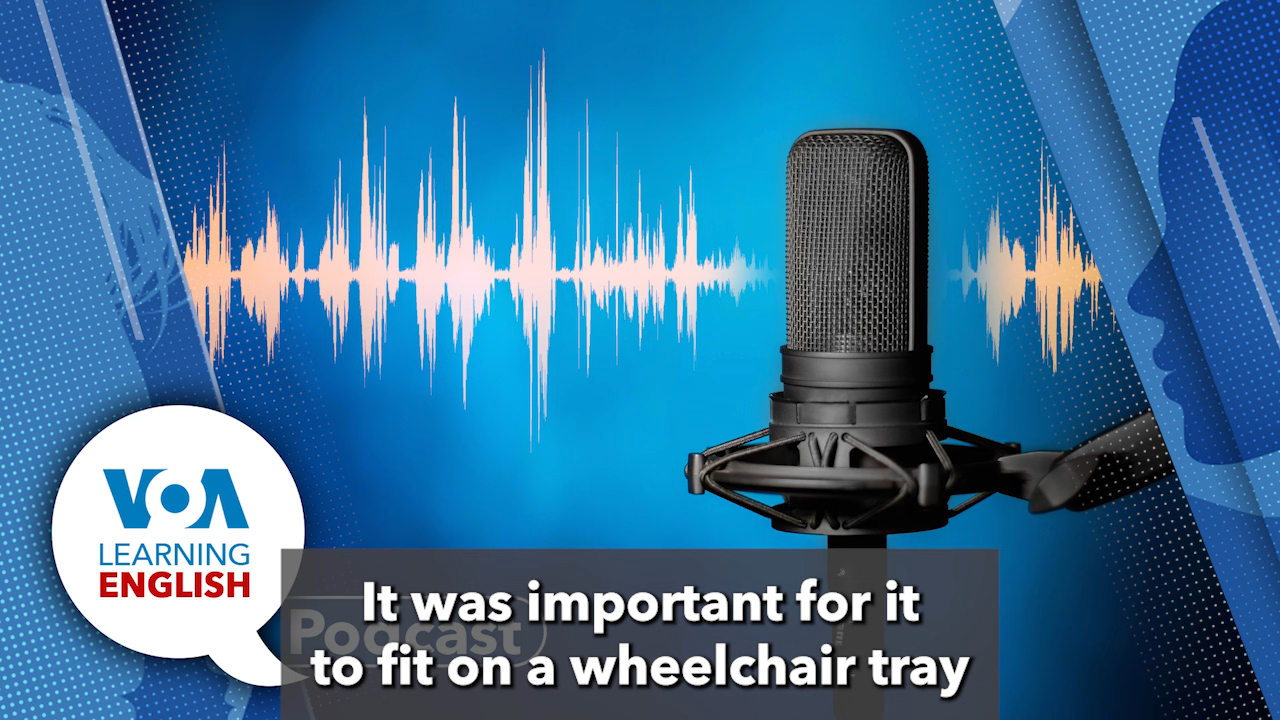 VOA
LEARNING
ENGLISH
Podcast
It was important for it
to fit on a wheelchair tray